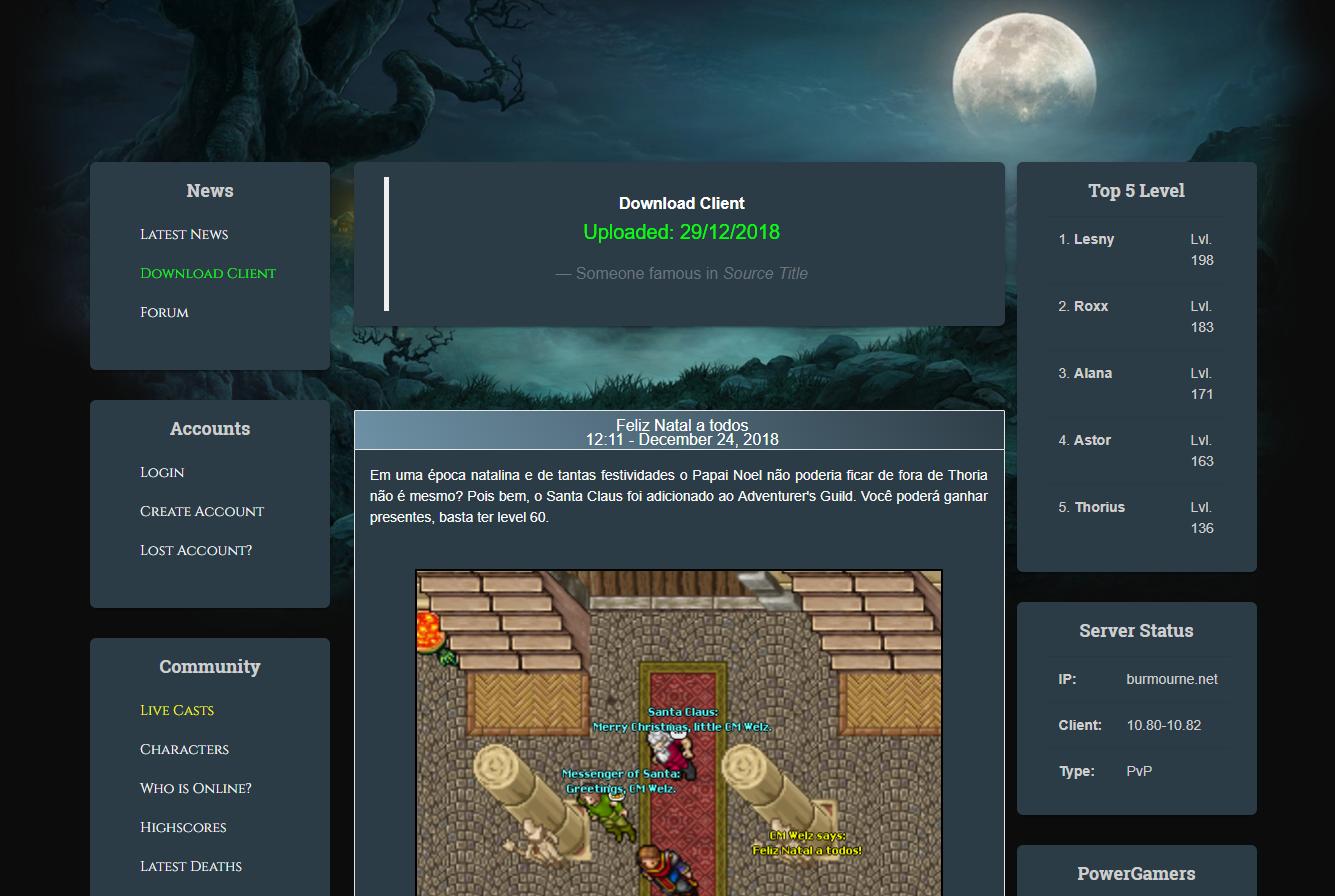 News
Latest News
Download Client
Forum
Accounts
Login
Create Account
Lost Account?
Community
Live Casts
Characters
Who is Online?
Highscores
Latest Deaths
Download Client
Uploaded: 29/12/2018
— Someone famous in Source Title
Feliz Natal a todos
12:11 - December 24, 2018
Em uma época natalina e de tantas festividades o Papai Noel não poderia ficar de fora de Thoria
não é mesmo? Pois bem, o Santa Claus foi adicionado ao Adventurer's Guild. Você poderá ganhar
presentes, basta ter level 60.
Santa Claus:
Merry Christmas, little CM Welz.
Messenger of Santa:
Greetings, CM Welz.
CM Welz says:
Feliz Natal a todos!
Top 5 Level
1. Lesny Lvl.
198
2. Roxx Lvl.
183
3. Alana Lvl.
171
4. Astor Lvl.
163
5. Thorius Lvl.
136
Server Status
IP: burmourne.net
Client: 10.80-10.82
Type: PvP
PowerGamers